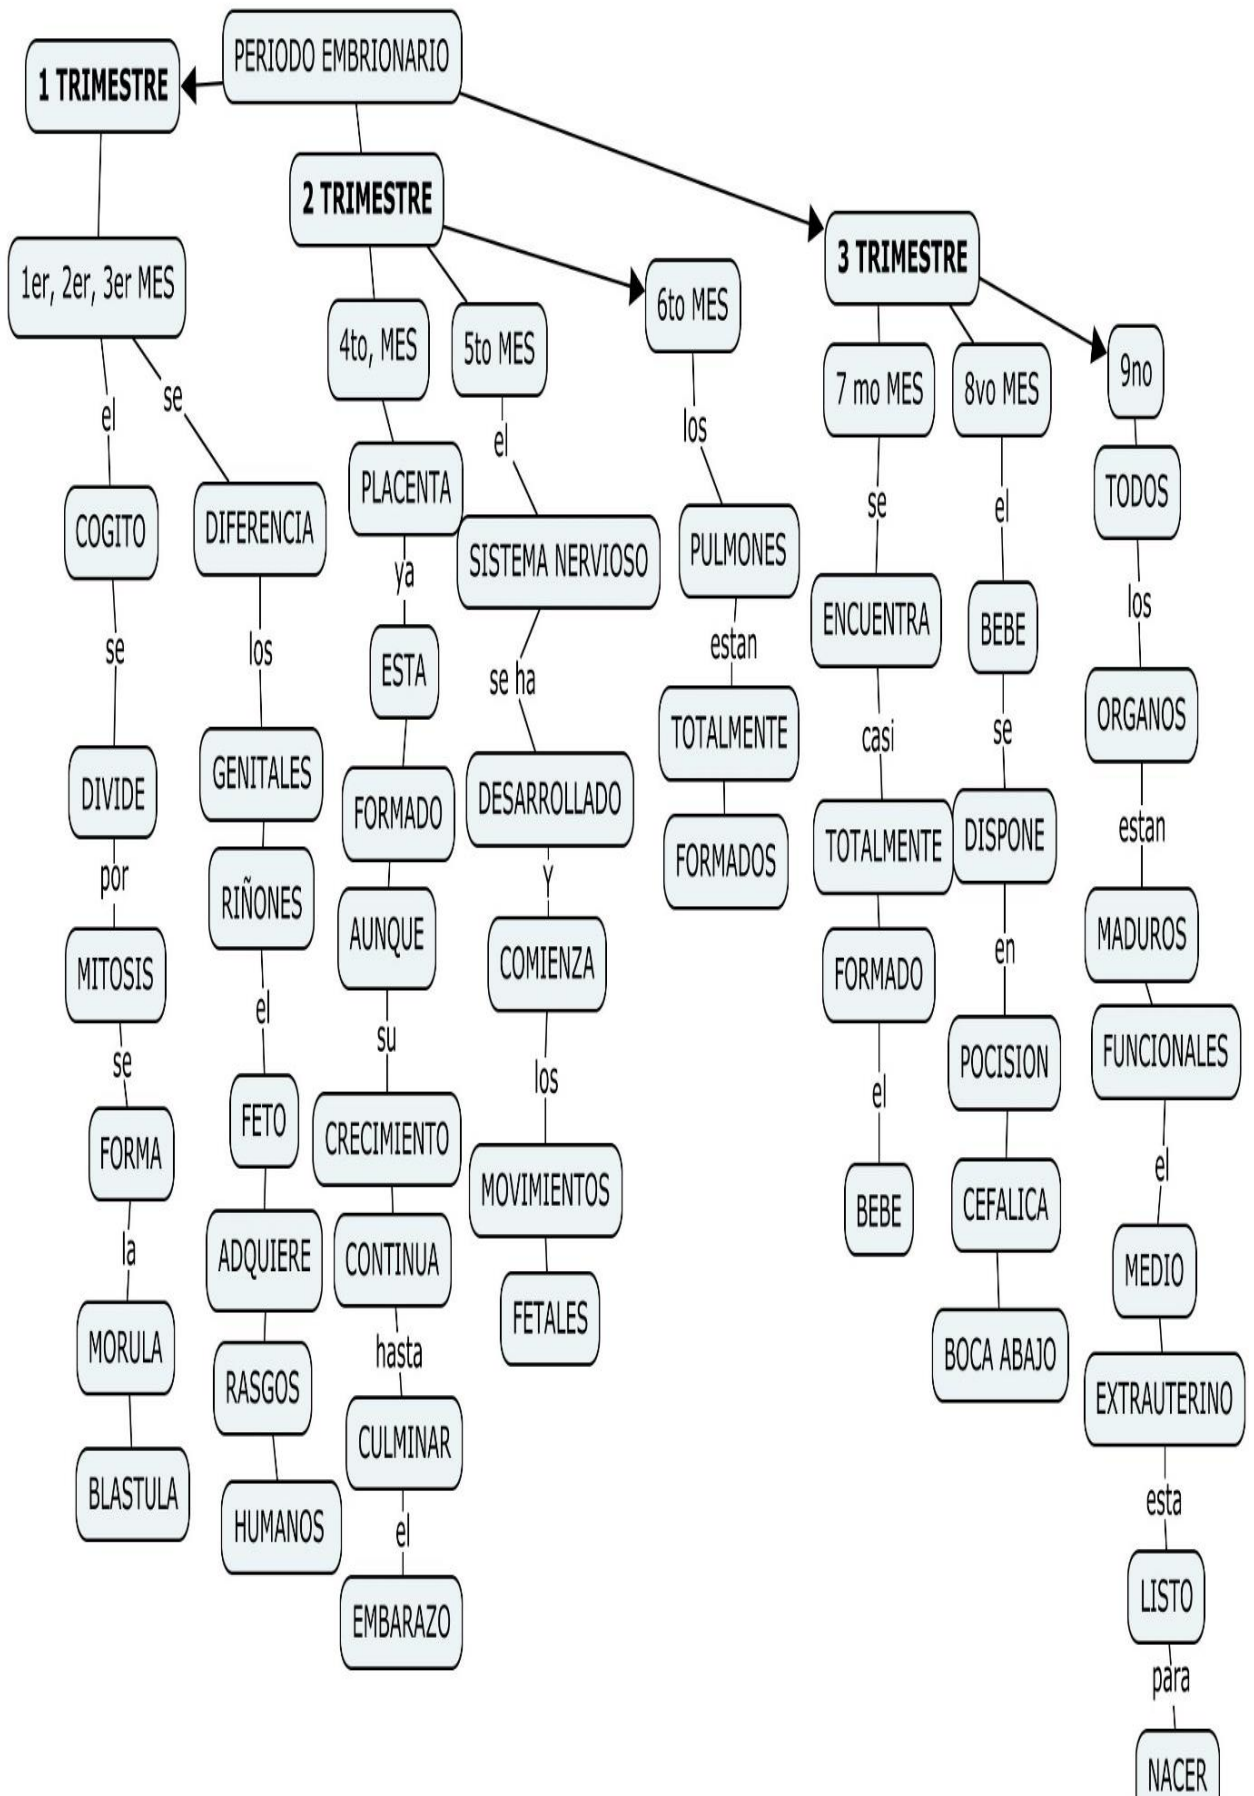 PERIODO EMBRIONARIO
1 TRIMESTRE
1er, 2er, 3er MES
el
COGITO
se
DIVIDE
por
MITOSIS
se
FORMA
la
MORULA
BLASTULA
se
DIFERENCIA
los
GENITALES
RIÑONES
el
FETO
ADQUIERE
RASGOS
HUMANOS
2 TRIMESTRE
4to, MES
PLACENTA
ya
ESTA
FORMADO
AUNQUE
su
CRECIMIENTO
CONTINUA
hasta
CULMINAR
el
EMBARAZO
5to MES
el
SISTEMA NERVIOSO
se ha
DESARROLLADO
Y
COMIENZA
los
MOVIMIENTOS
FETALES
6to MES
los
PULMONES
estan
TOTALMENTE
FORMADOS
3 TRIMESTRE
7 mo MES
se
ENCUENTRA
casi
TOTALMENTE
FORMADO
el
BEBE
8vo MES
el
BEBE
se
DISPONE
en
POCISION
CEFALICA
BOCA ABAJO
9no
TODOS
los
ORGANOS
estan
MADUROS
FUNCIONALES
el
MEDIO
EXTRAUTERINO
esta
LISTO
para
NACER